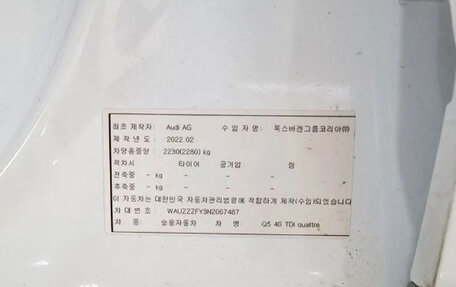 최초 제작자: Audi AG 수 입 자 명: 폭스바겐그룹코리아㈜
제 작 년 도 : 2022.02
차량총중량 : 2230(2280) kg
적차시 타이어 공기압 림
전축중 - kg
후축중 - kg
이 자동차는 대한민국 자동차관리법령에 적합하게 제작(수입)되었습니다
차 대 번 호 : WAUZZZFY3N2067487
차 종: 승용자동차 차 명: Q5 40 TDI quattro